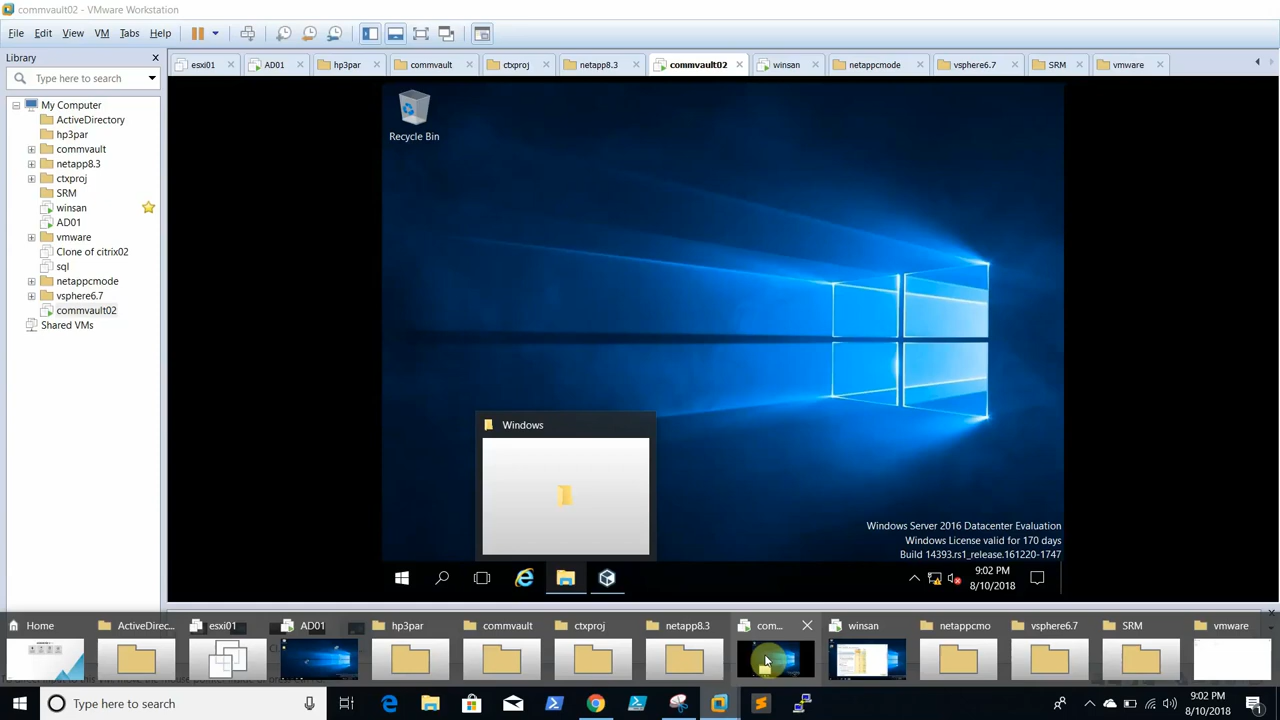 commvault02 - VMware Workstation
File Edit View VM Tabs Help
Library
Type here to search
My Computer
ActiveDirectory
hp3par
commvault
netapp8.3
ctxproj
SRM
winsan
AD01
vmware
Clone of citrix02
sql
netappcmode
vsphere6.7
commvault02
Shared VMs
esxi01 AD01 hp3par commvault ctxproj netapp8.3 commvault02 winsan netappcmode vsphere6.7 SRM vmware
Recycle Bin
Windows
Windows Server 2016 Datacenter Evaluation
Windows License valid for 170 days
Build 14393.rs1_release.161220-1747
9:02 PM
8/10/2018
Home ActiveDirec... esxi01 AD01 hp3par commvault ctxproj netapp8.3 com... winsan netappcmo vsphere6.7 SRM vmware
Type here to search
9:02 PM
8/10/2018